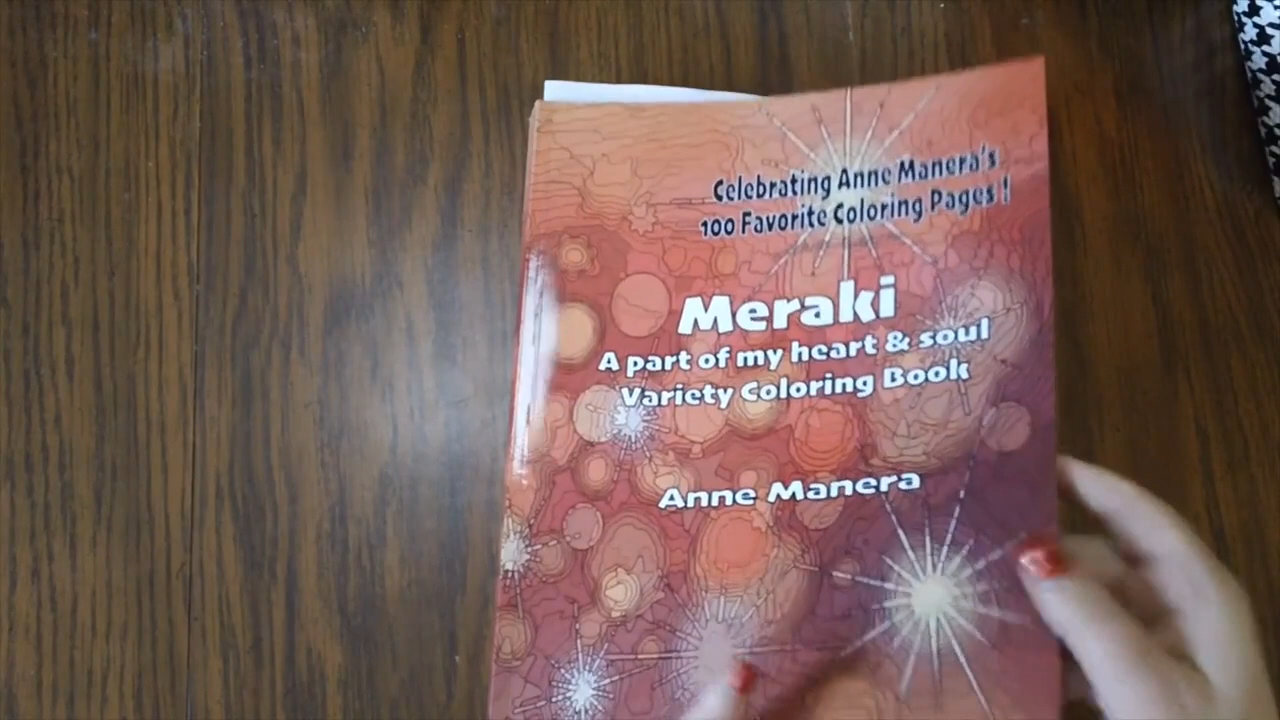 Celebrating Anne Manera's
100 Favorite Coloring Pages !
Meraki
A part of my heart & soul
Variety Coloring Book
Anne Manera